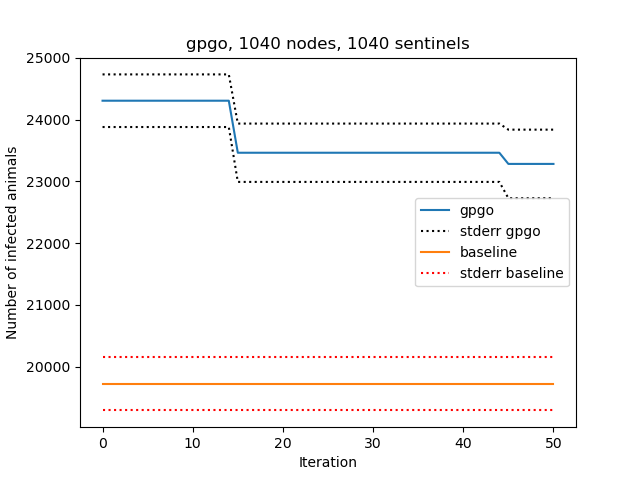 gpgo, 1040 nodes, 1040 sentinels
Number of infected animals
25000
24000
23000
22000
21000
20000
gpgo
stderr gpgo
baseline
stderr baseline
0 10 20 30 40 50
Iteration